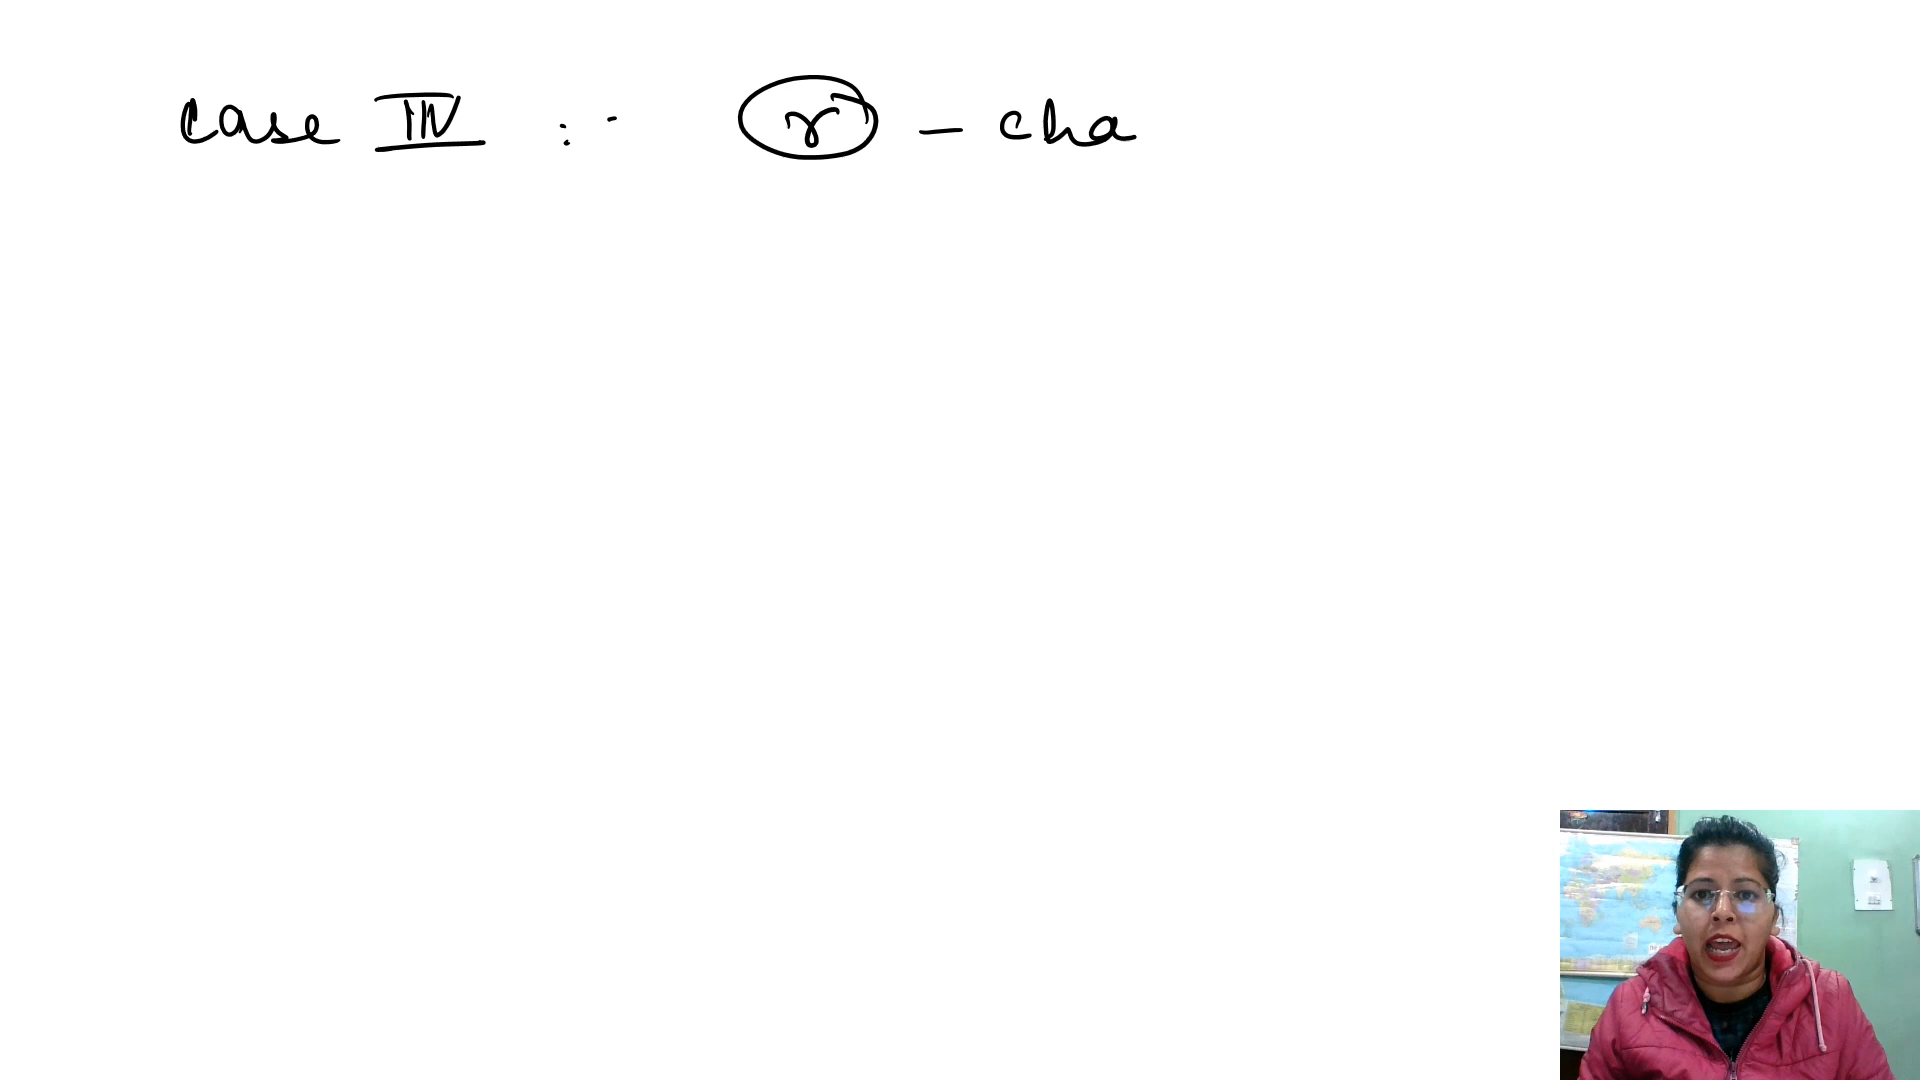 case IV :- r⃗ - cha